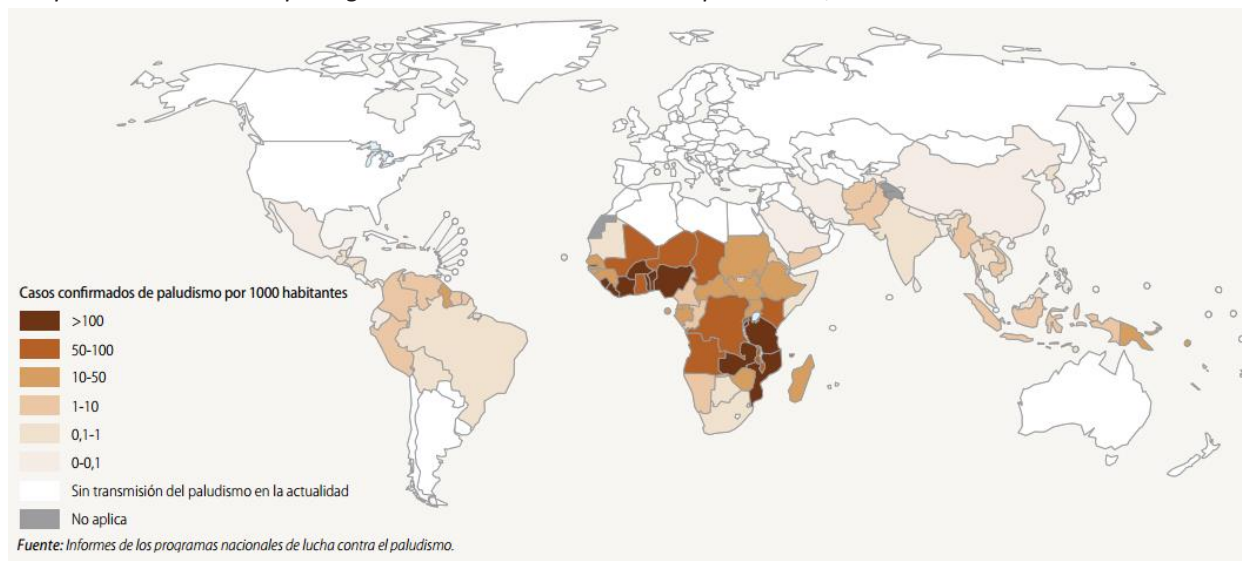 Casos confirmados de paludismo por 1000 habitantes
>100
50-100
10-50
1-10
0,1-1
0-0,1
Sin transmisión del paludismo en la actualidad
No aplica
Fuente: Informes de los programas nacionales de lucha contra el paludismo.